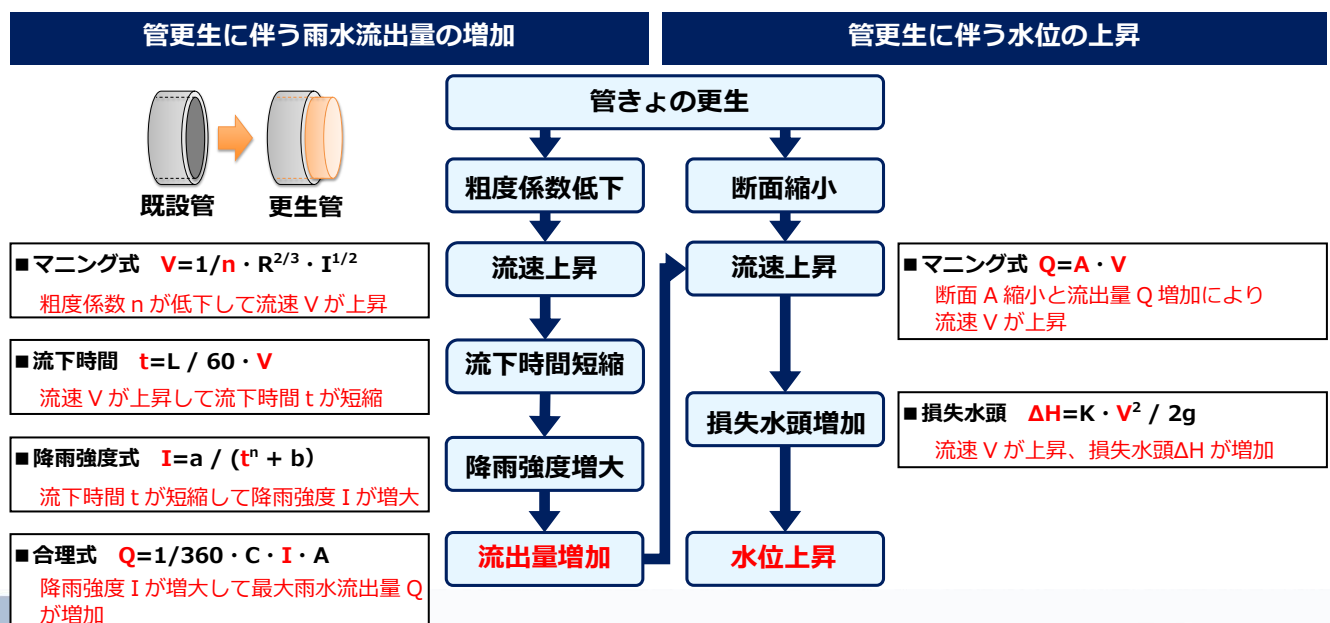 管更生に伴う雨水流出量の増加
管更生に伴う水位の上昇
既設管
更生管
管きょの更生
粗度係数低下
断面縮小
流速上昇
流速上昇
流下時間短縮
損失水頭増加
降雨強度増大
流出量増加
水位上昇
■マニング式 V=1/n・R^2/3・I^1/2
粗度係数 n が低下して流速 V が上昇
■流下時間 t=L / 60・V
流速 V が上昇して流下時間 t が短縮
■降雨強度式 I=a / (t^n + b）
流下時間 t が短縮して降雨強度 I が増大
■合理式 Q=1/360・C・I・A
降雨強度 I が増大して最大雨水流出量 Q
が増加
■マニング式 Q=A・V
断面 A 縮小と流出量 Q 増加により
流速 V が上昇
■損失水頭 ΔH=K・V² / 2g
流速 V が上昇、損失水頭ΔH が増加